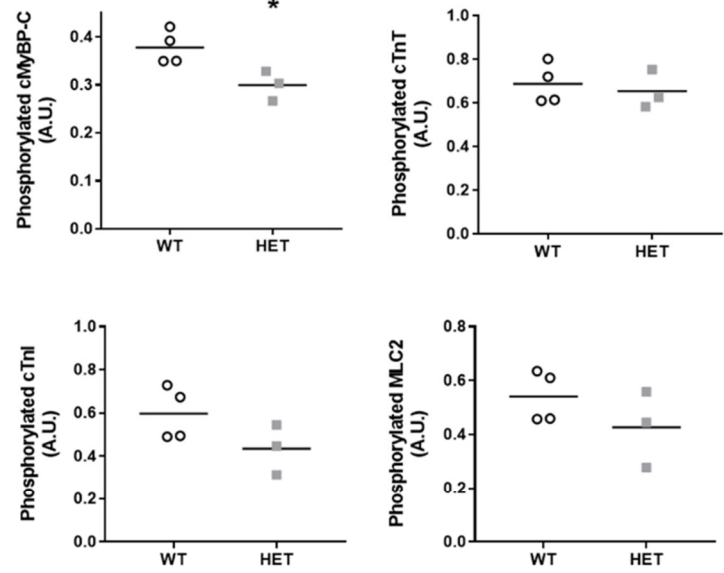 *
Phosphorylated cMyBP-C
(A.U.)
0.4
0.3
0.2
0.1
0.0
WT HET
Phosphorylated cTnT
(A.U.)
1.0
0.8
0.6
0.4
0.2
0.0
WT HET
Phosphorylated cTnI
(A.U.)
1.0
0.8
0.6
0.4
0.2
0.0
WT HET
Phosphorylated MLC2
(A.U.)
0.8
0.6
0.4
0.2
0.0
WT HET